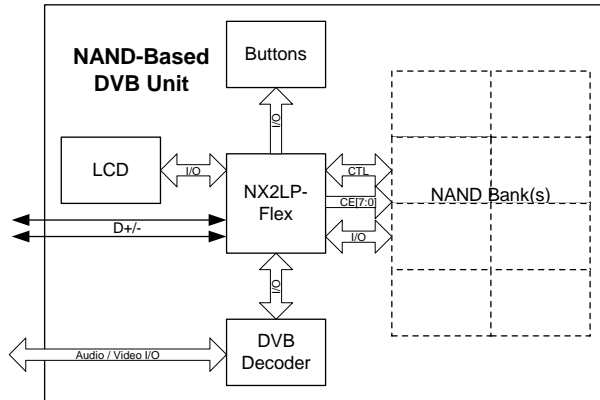 NAND-Based
DVB Unit
Buttons
I/O
LCD
I/O
NX2LP-
Flex
CTL
CE[7:0]
I/O
NAND Bank(s)
D+/-
I/O
Audio / Video I/O
DVB
Decoder